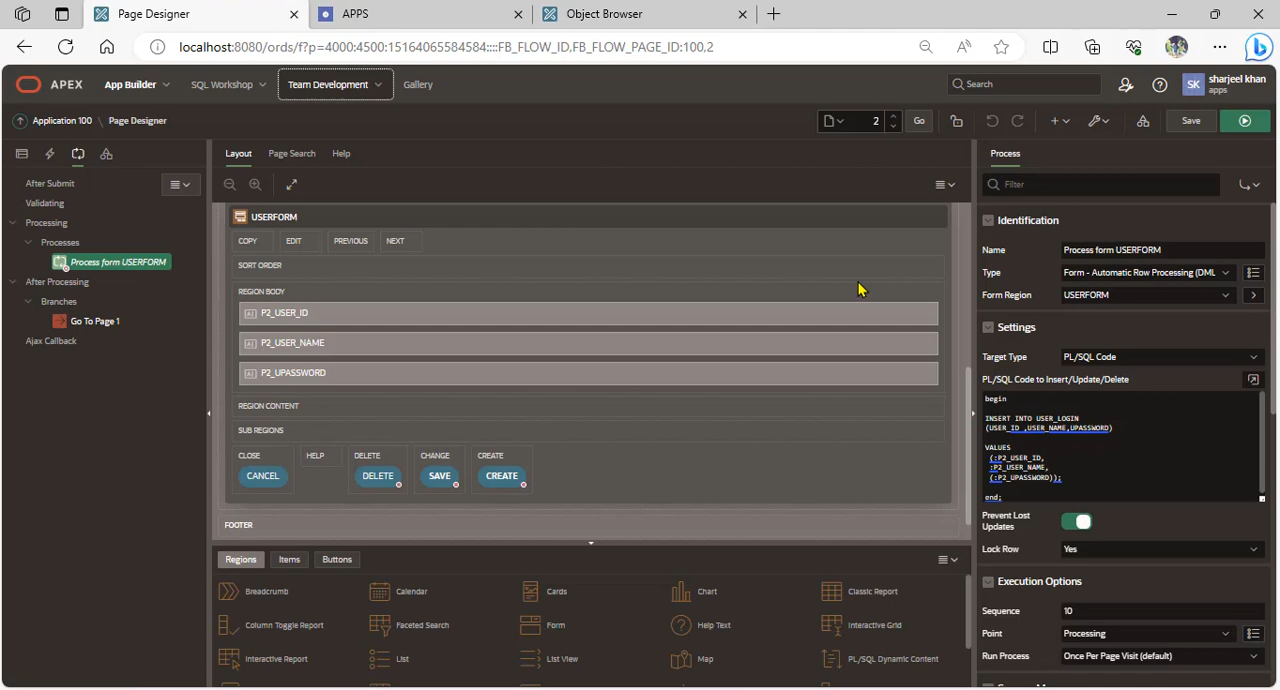 Page Designer
APPS
Object Browser
localhost:8080/ords/f?p=4000:4500:15164065584584::::FB_FLOW_ID,FB_FLOW_PAGE_ID:100,2
APEX
App Builder
SQL Workshop
Team Development
Gallery
Search
SK
sharjeel khan
apps
Application 100 \ Page Designer
2
Go
Save
After Submit
Validating
Processing
Processes
Process form USERFORM
After Processing
Branches
Go To Page 1
Ajax Callback
Layout
Page Search
Help
USERFORM
COPY
EDIT
PREVIOUS
NEXT
SORT ORDER
REGION BODY
P2_USER_ID
P2_USER_NAME
P2_UPASSWORD
REGION CONTENT
SUB REGIONS
CLOSE
HELP
DELETE
CHANGE
CREATE
CANCEL
DELETE
SAVE
CREATE
FOOTER
Regions
Items
Buttons
Breadcrumb
Calendar
Cards
Chart
Classic Report
Column Toggle Report
Faceted Search
Form
Help Text
Interactive Grid
Interactive Report
List
List View
Map
PL/SQL Dynamic Content
Process
Filter
Identification
Name
Process form USERFORM
Type
Form - Automatic Row Processing (DML
Form Region
USERFORM
Settings
Target Type
PL/SQL Code
PL/SQL Code to Insert/Update/Delete
begin
INSERT INTO USER_LOGIN
(USER_ID ,USER_NAME,UPASSWORD)
VALUES
(:P2_USER_ID,
:P2_USER_NAME,
(:P2_UPASSWORD));
end;
Prevent Lost
Updates
Lock Row
Yes
Execution Options
Sequence
10
Point
Processing
Run Process
Once Per Page Visit (default)